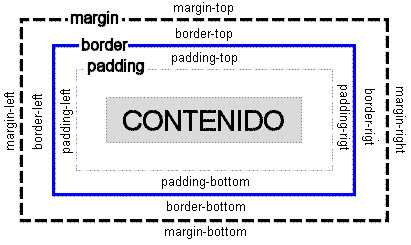 margin-top
margin
border-top
border
padding-top
padding
margin-left
border-left
padding-left
CONTENIDO
padding-rigt
border-rigt
margin-right
padding-bottom
border-bottom
margin-bottom